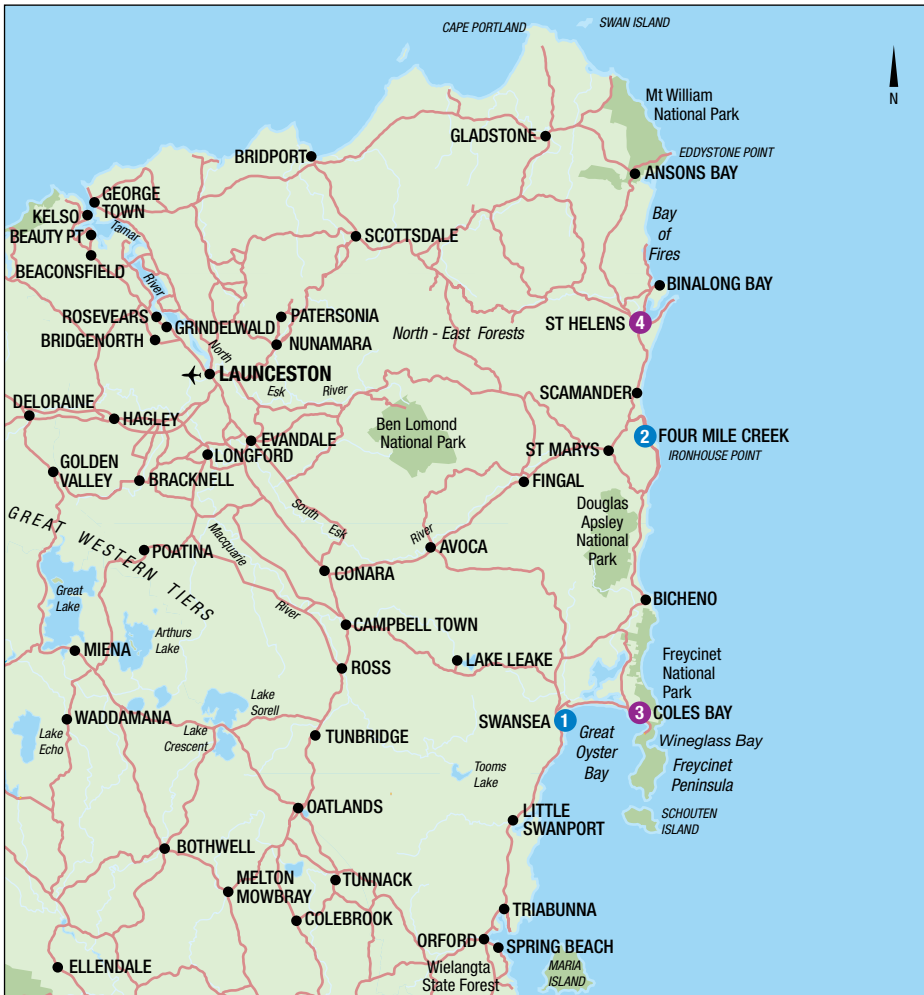 CAPE PORTLAND
SWAN ISLAND
N
Mt William
National Park
GLADSTONE
BRIDPORT
EDDYSTONE POINT
ANSONS BAY
GEORGE
TOWN
KELSO
Tamar
BEAUTY PT
Bay
of
Fires
SCOTTSDALE
BEACONSFIELD
River
BINALONG BAY
ROSEVEARS
PATERSONIA
GRINDELWALD
North - East Forests
ST HELENS
4
BRIDGENORTH
NUNAMARA
North
Esk
River
LAUNCESTON
SCAMANDER
DELORAINE
HAGLEY
Ben Lomond
National Park
2
FOUR MILE CREEK
IRONHOUSE POINT
EVANDALE
LONGFORD
ST MARYS
GOLDEN
VALLEY
BRACKNELL
FINGAL
South
Esk
River
Douglas
Apsley
National
Park
GREAT WESTERN TIERS
Macquarie
River
POATINA
AVOCA
CONARA
Great
Lake
BICHENO
Arthurs
Lake
CAMPBELL TOWN
MIENA
ROSS
LAKE LEAKE
Freycinet
National
Park
Lake
Sorell
WADDAMANA
SWANSEA
1
3
COLES BAY
Lake
Echo
Lake
Crescent
TUNBRIDGE
Great
Oyster
Bay
Wineglass Bay
Freycinet
Peninsula
Tooms
Lake
OATLANDS
LITTLE
SWANPORT
SCHOUTEN
ISLAND
BOTHWELL
MELTON
MOWBRAY
TUNNACK
COLEBROOK
TRIABUNNA
ORFORD
SPRING BEACH
ELLENDALE
Wielangta
State Forest
MARIA
ISLAND